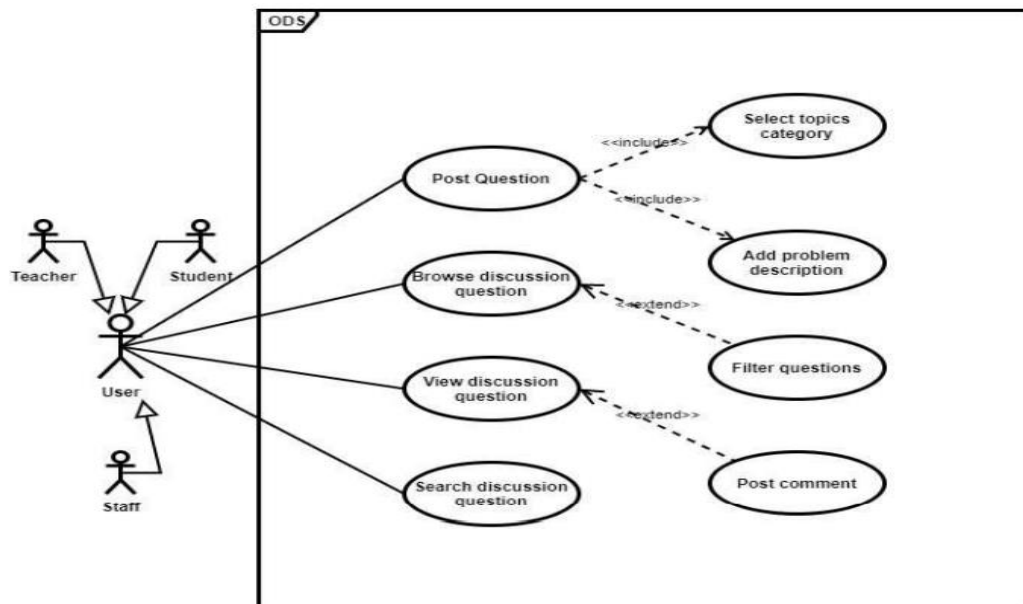 ODS
Select topics
category
<<include>>
Post Question
<<include>>
Teacher
Student
Add problem
description
Browse discussion
question
<<extend>>
User
View discussion
question
Filter questions
<<extend>>
Search discussion
question
Post comment
Staff